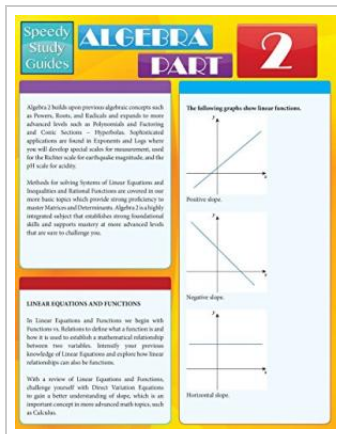 Speedy
Study
Guides
ALGEBRA
PART
2
Algebra 2 builds upon previous algebraic concepts such
as Powers, Roots, and Radicals and expands to more
advanced levels such as Polynomials and Factoring
and Conic Sections – Hyperbolas. Sophisticated
applications are found in Exponents and Logs where
you will develop special scales for measurement, used
for the Richter scale for earthquake magnitude, and the
pH scale for acidity.
Methods for solving Systems of Linear Equations and
Inequalities and Rational Functions are covered in our
more basic topics which provide strong proficiency to
master Matrices and Determinants. Algebra 2 is a highly
integrated subject that establishes strong foundational
skills and supports mastery at more advanced levels
that are sure to challenge you.
LINEAR EQUATIONS AND FUNCTIONS
In Linear Equations and Functions we begin with
Functions vs. Relations to define what a function is and
how it is used to establish a mathematical relationship
between two variables. Intensify your previous
knowledge of Linear Equations and explore how linear
relationships can also be functions.
With a review of Linear Equations and Functions,
challenge yourself with Direct Variation Equations
to gain a better understanding of slope, which is an
important concept in more advanced math topics, such
as Calculus.
The following graphs show linear functions.
y
x
Positive slope.
y
x
Negative slope.
y
x
Horizontal slope.